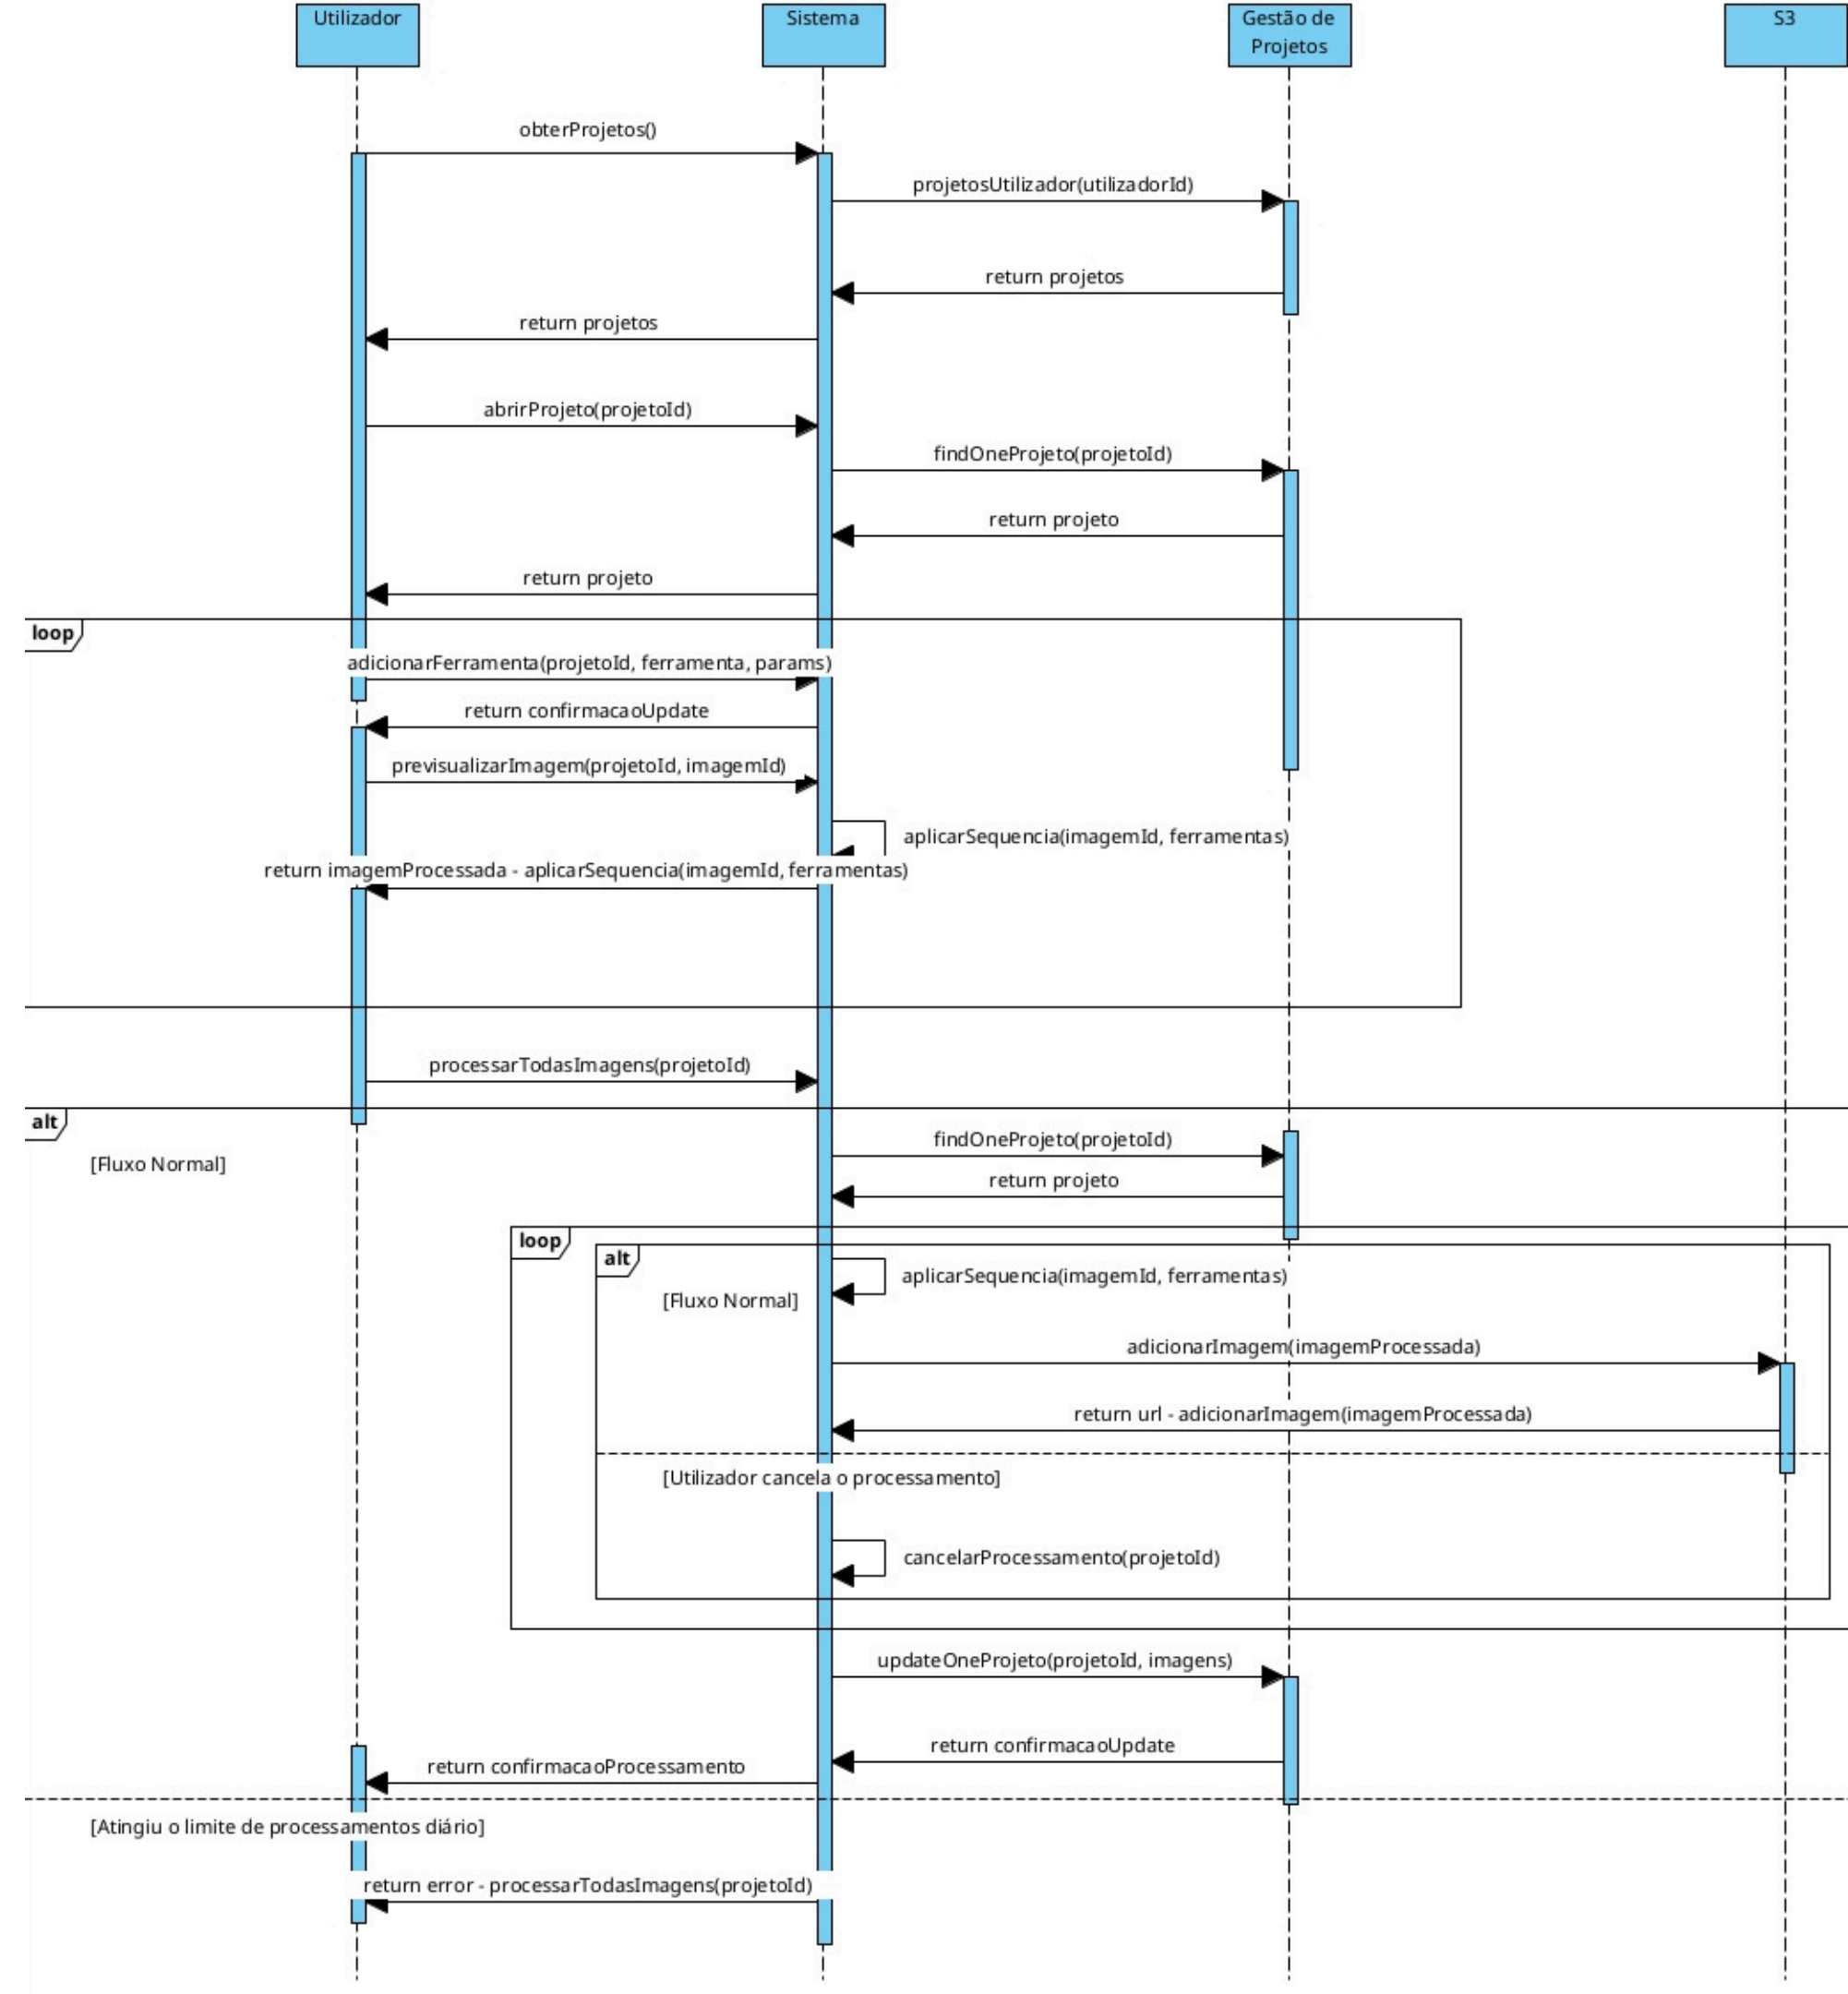 Utilizador
Sistema
Gestão de
Projetos
S3
obterProjetos()
projetosUtilizador(utilizadorId)
return projetos
return projetos
abrirProjeto(projetoId)
findOneProjeto(projetoId)
return projeto
return projeto
loop
adicionarFerramenta(projetoId, ferramenta, params)
return confirmacaoUpdate
previsualizarImagem(projetoId, imagemId)
aplicarSequencia(imagemId, ferramentas)
return imagemProcessada - aplicarSequencia(imagemId, ferramentas)
processarTodasImagens(projetoId)
alt
[Fluxo Normal]
findOneProjeto(projetoId)
return projeto
loop
alt
[Fluxo Normal]
aplicarSequencia(imagemId, ferramentas)
adicionarImagem(imagemProcessada)
return url - adicionarImagem(imagemProcessada)
[Utilizador cancela o processamento]
cancelarProcessamento(projetoId)
updateOneProjeto(projetoId, imagens)
return confirmacaoUpdate
return confirmacaoProcessamento
[Atingiu o limite de processamentos diário]
return error - processarTodasImagens(projetoId)